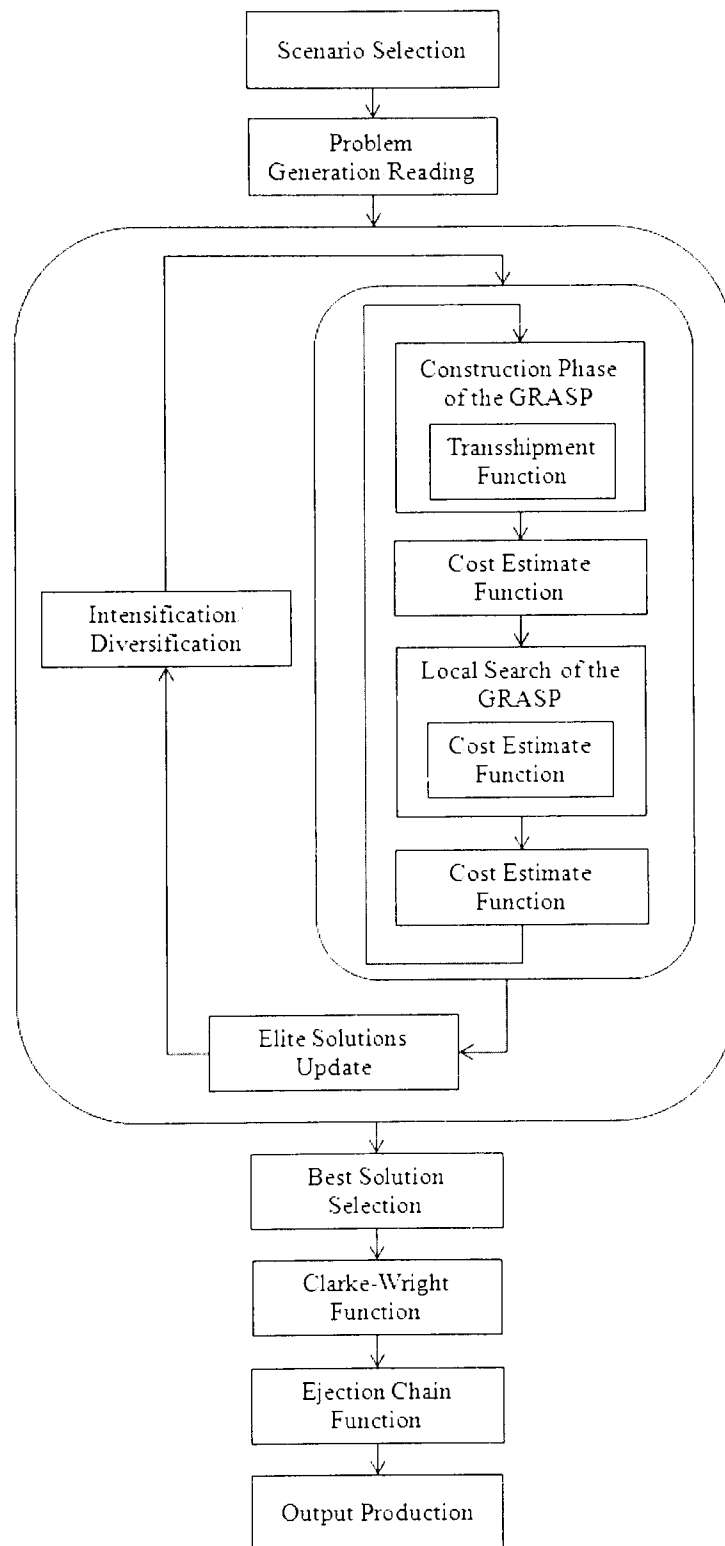 Scenario Selection
Problem
Generation Reading
Construction Phase
of the GRASP
Transshipment
Function
Cost Estimate
Function
Local Search of the
GRASP
Cost Estimate
Function
Cost Estimate
Function
Intensification
Diversification
Elite Solutions
Update
Best Solution
Selection
Clarke-Wright
Function
Ejection Chain
Function
Output Production